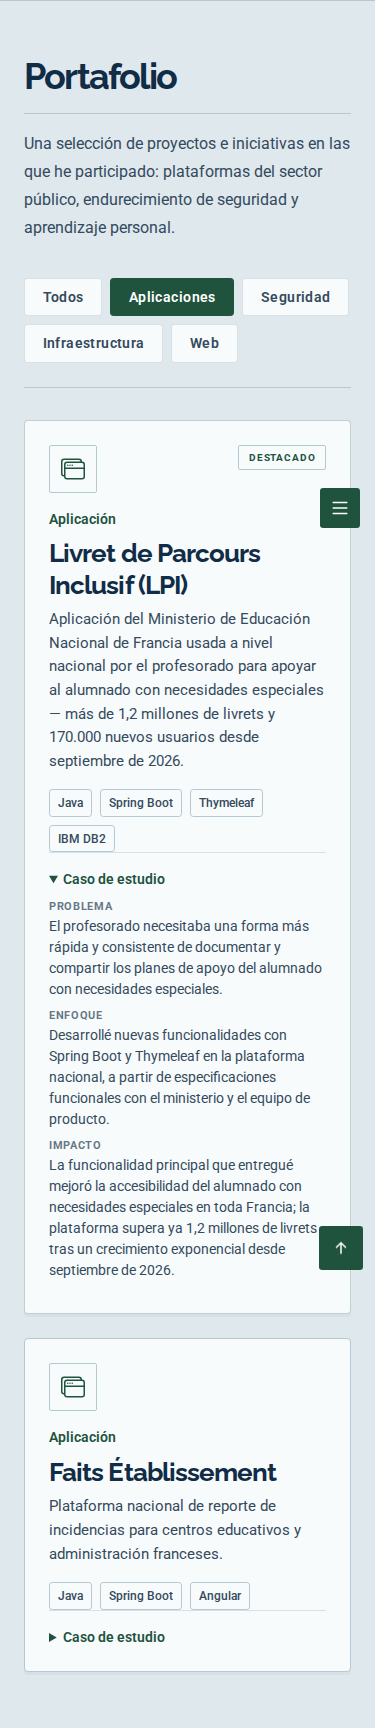 Portafolio
Una selección de proyectos e iniciativas en las
que he participado: plataformas del sector
público, endurecimiento de seguridad y
aprendizaje personal.
Todos Aplicaciones Seguridad
Infraestructura Web
DESTACADO
Aplicación
Livret de Parcours
Inclusif (LPI)
Aplicación del Ministerio de Educación
Nacional de Francia usada a nivel
nacional por el profesorado para apoyar
al alumnado con necesidades especiales
— más de 1,2 millones de livrets y
170.000 nuevos usuarios desde
septiembre de 2026.
Java Spring Boot Thymeleaf
IBM DB2
▼ Caso de estudio
PROBLEMA
El profesorado necesitaba una forma más
rápida y consistente de documentar y
compartir los planes de apoyo del alumnado
con necesidades especiales.
ENFOQUE
Desarrollé nuevas funcionalidades con
Spring Boot y Thymeleaf en la plataforma
nacional, a partir de especificaciones
funcionales con el ministerio y el equipo de
producto.
IMPACTO
La funcionalidad principal que entregué
mejoró la accesibilidad del alumnado con
necesidades especiales en toda Francia; la
plataforma supera ya 1,2 millones de livrets
tras un crecimiento exponencial desde
septiembre de 2026.
Aplicación
Faits Établissement
Plataforma nacional de reporte de
incidencias para centros educativos y
administración franceses.
Java Spring Boot Angular
▶ Caso de estudio